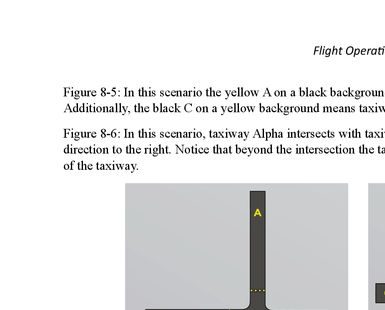 Flight Operati
Figure 8-5: In this scenario the yellow A on a black backgroun
Additionally, the black C on a yellow background means taxiw
Figure 8-6: In this scenario, taxiway Alpha intersects with taxi
direction to the right. Notice that beyond the intersection the ta
of the taxiway.
A